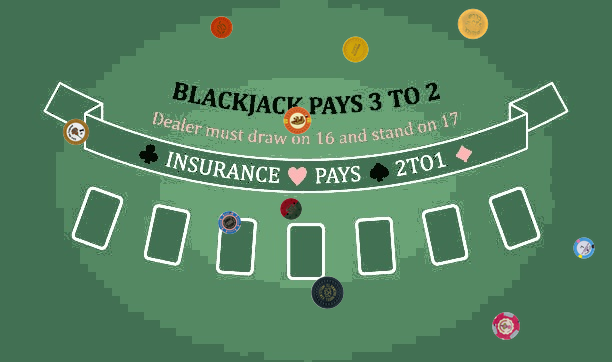 BLACKJACK PAYS 3 TO 2
Dealer must draw on 16 and stand on 17
INSURANCE PAYS 2TO1